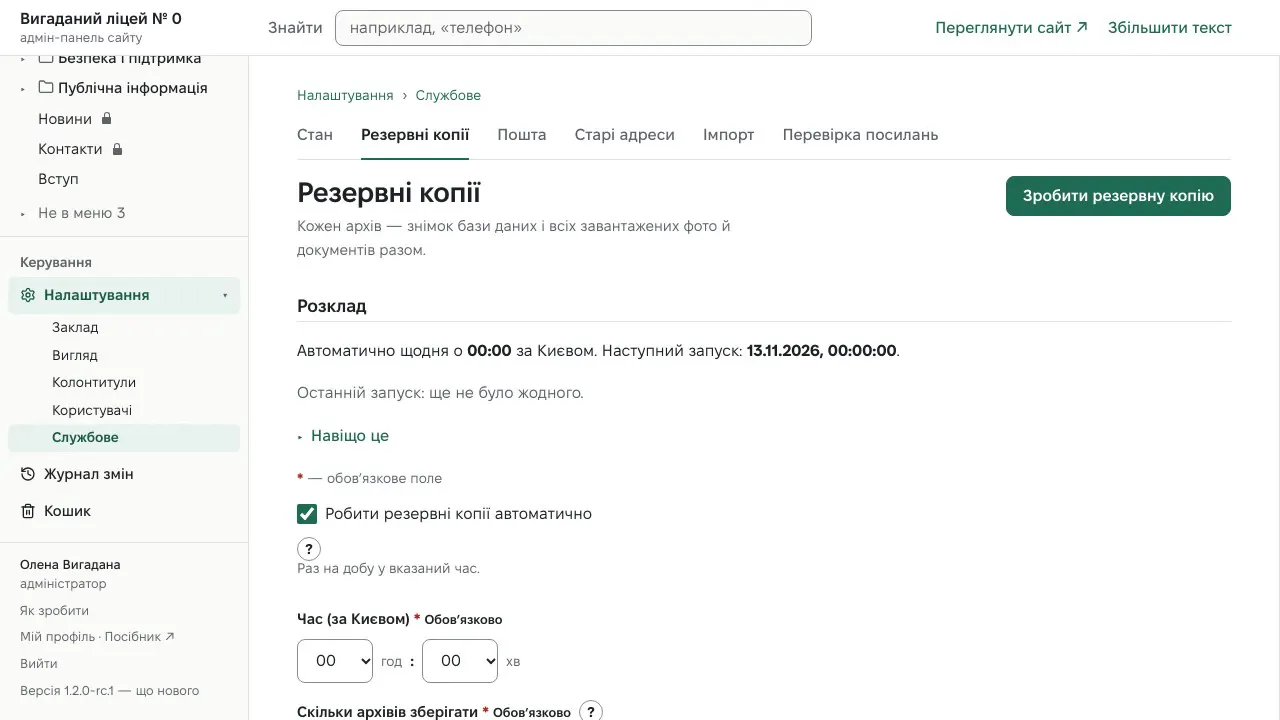 Вигаданий ліцей № 0
адмін-панель сайту
Знайти
наприклад, «телефон»
Переглянути сайт ↗
Збільшити текст
Безпека і підтримка
Публічна інформація
Новини
Контакти
Вступ
Не в меню 3
Керування
Налаштування
Заклад
Вигляд
Колонтитули
Користувачі
Службове
Журнал змін
Кошик
Олена Вигадана
адміністратор
Як зробити
Мій профіль · Посібник ↗
Вийти
Версія 1.2.0-rc.1 — що нового
Налаштування › Службове
Стан Резервні копії Пошта Старі адреси Імпорт Перевірка посилань
Резервні копії
Зробити резервну копію
Кожен архів — знімок бази даних і всіх завантажених фото й
документів разом.
Розклад
Автоматично щодня о 00:00 за Києвом. Наступний запуск: 13.11.2026, 00:00:00.
Останній запуск: ще не було жодного.
Навіщо це
* — обов’язкове поле
Робити резервні копії автоматично
?
Раз на добу у вказаний час.
Час (за Києвом) * Обов’язково
00 год : 00 хв
Скільки архівів зберігати * Обов’язково ?